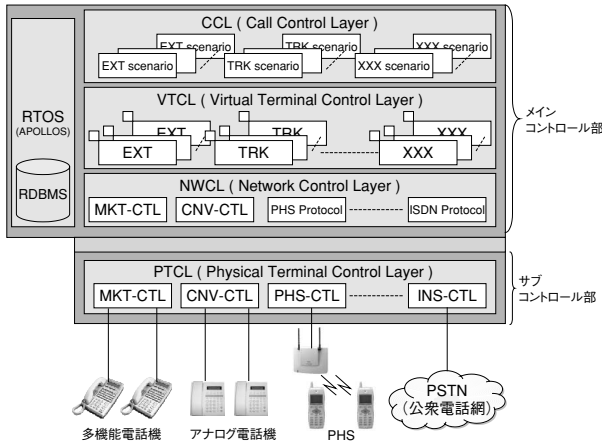 CCL ( Call Control Layer )
EXT scenario
TRK scenario
XXX scenario
EXT scenario
TRK scenario
XXX scenario
VTCL ( Virtual Terminal Control Layer )
EXT
TRK
XXX
EXT
TRK
XXX
RTOS
(APOLLOS)
RDBMS
メイン
コントロール部
NWCL ( Network Control Layer )
MKT-CTL
CNV-CTL
PHS Protocol
ISDN Protocol
PTCL ( Physical Terminal Control Layer )
MKT-CTL
CNV-CTL
PHS-CTL
INS-CTL
サブ
コントロール部
PSTN
(公衆電話網)
多機能電話機
アナログ電話機
PHS